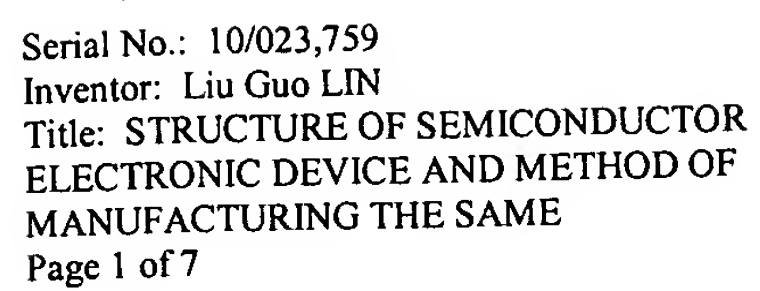 Serial No.: 10/023,759
Inventor: Liu Guo LIN
Title: STRUCTURE OF SEMICONDUCTOR
ELECTRONIC DEVICE AND METHOD OF
MANUFACTURING THE SAME
Page 1 of 7